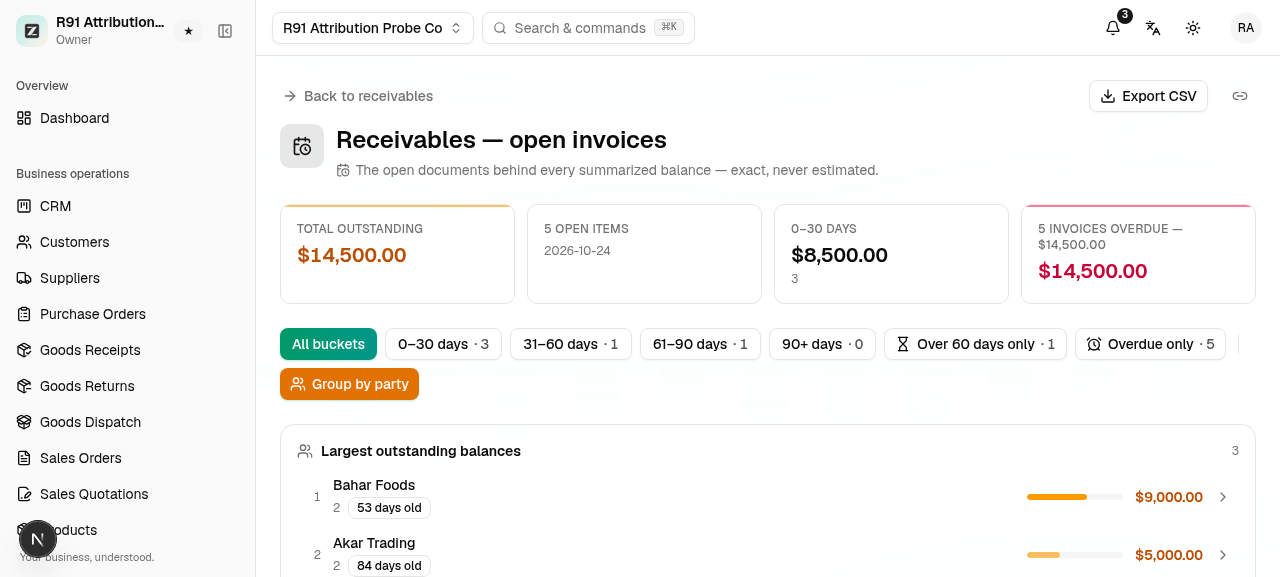 R91 Attribution...
Owner
Overview
Dashboard
Business operations
CRM
Customers
Suppliers
Purchase Orders
Goods Receipts
Goods Returns
Goods Dispatch
Sales Orders
Sales Quotations
N
Your business, understood.
R91 Attribution Probe Co
Search & commands ⌘K
3
RA
Back to receivables
Export CSV
Receivables — open invoices
The open documents behind every summarized balance — exact, never estimated.
TOTAL OUTSTANDING
$14,500.00
5 OPEN ITEMS
2026-10-24
0–30 DAYS
$8,500.00
3
5 INVOICES OVERDUE —
$14,500.00
$14,500.00
All buckets
0–30 days · 3
31–60 days · 1
61–90 days · 1
90+ days · 0
Over 60 days only · 1
Overdue only · 5
Group by party
Largest outstanding balances 3
1 Bahar Foods
2 53 days old
$9,000.00
2 Akar Trading
2 84 days old
$5,000.00